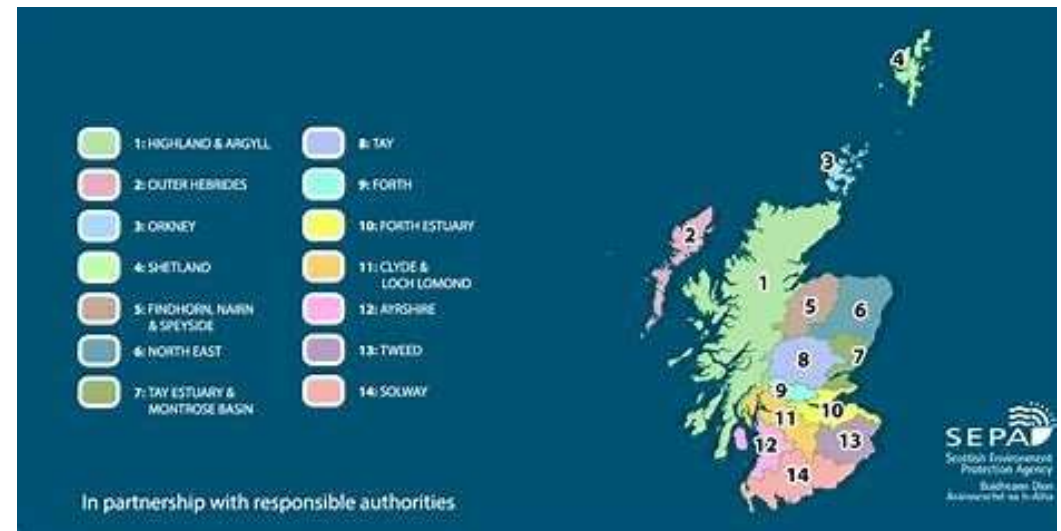 1: HIGHLAND & ARGYLL
2: OUTER HEBRIDES
3: ORKNEY
4: SHETLAND
5: FINDHORN, NAIRN
& SPEYSIDE
6: NORTH EAST
7: TAY ESTUARY &
MONTROSE BASIN
8: TAY
9: FORTH
10: FORTH ESTUARY
11: CLYDE &
LOCH LOMOND
12: AYRSHIRE
13: TWEED
14: SOLWAY
4
3
2
1
5
6
7
8
9
10
11
12
13
14
In partnership with responsible authorities
SEPA
Scottish Environment
Protection Agency
Buidheann Dìon